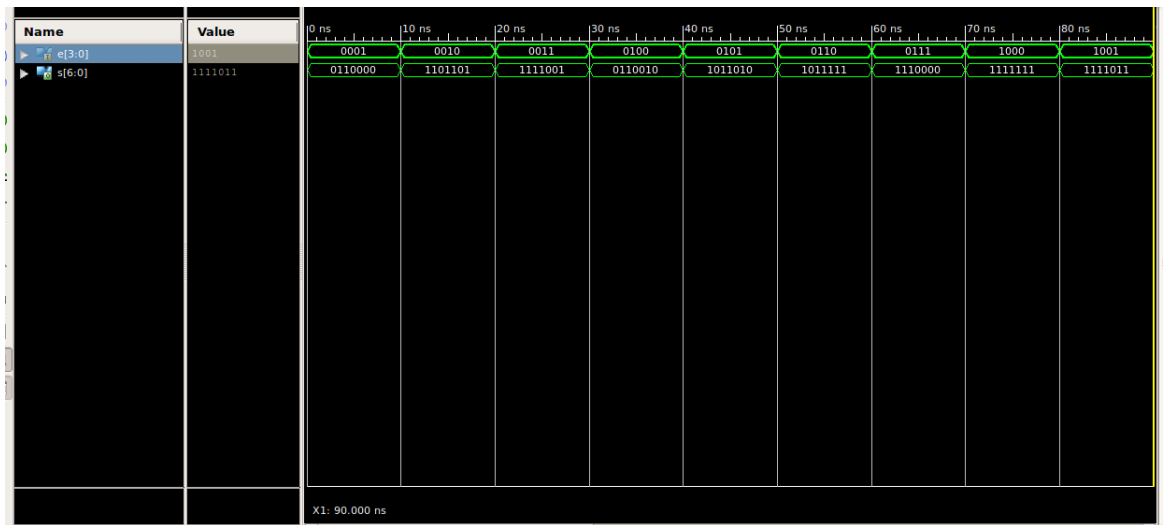 Name Value 0 ns 10 ns 20 ns 30 ns 40 ns 50 ns 60 ns 70 ns 80 ns
e[3:0] 1001 0001 0010 0011 0100 0101 0110 0111 1000 1001
s[6:0] 1111011 0110000 1101101 1111001 0110010 1011010 1011111 1110000 1111111 1111011
X1: 90.000 ns